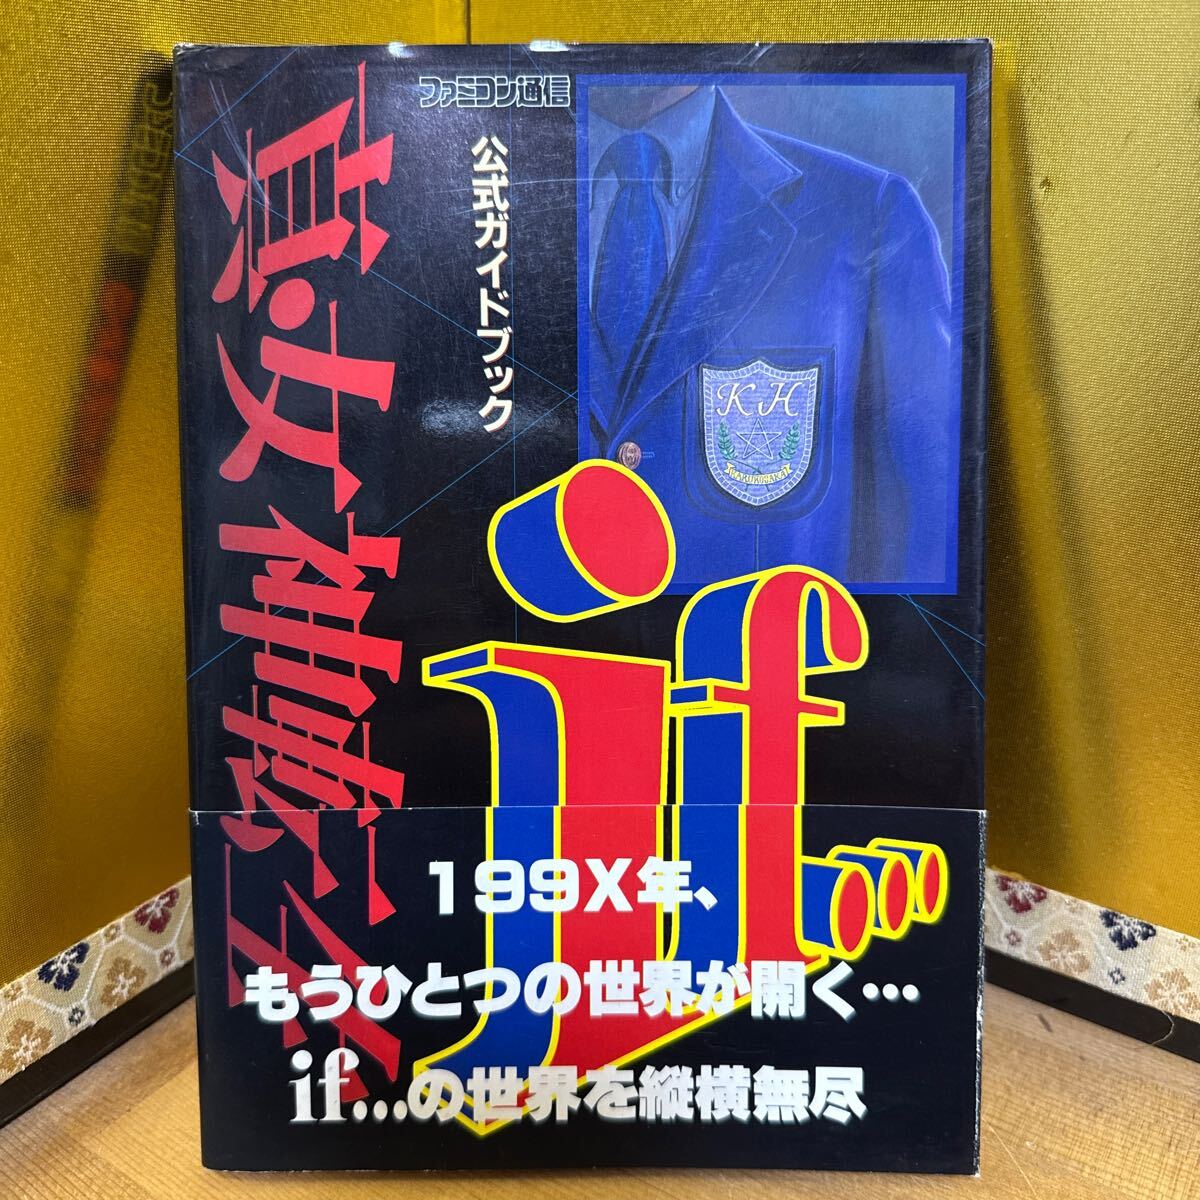 ファミコン通信
公式ガイドブック
真・女神転生
if...
K H
KARUKOZAKA
199X年、
もうひとつの世界が開く…
if...の世界を縦横無尽